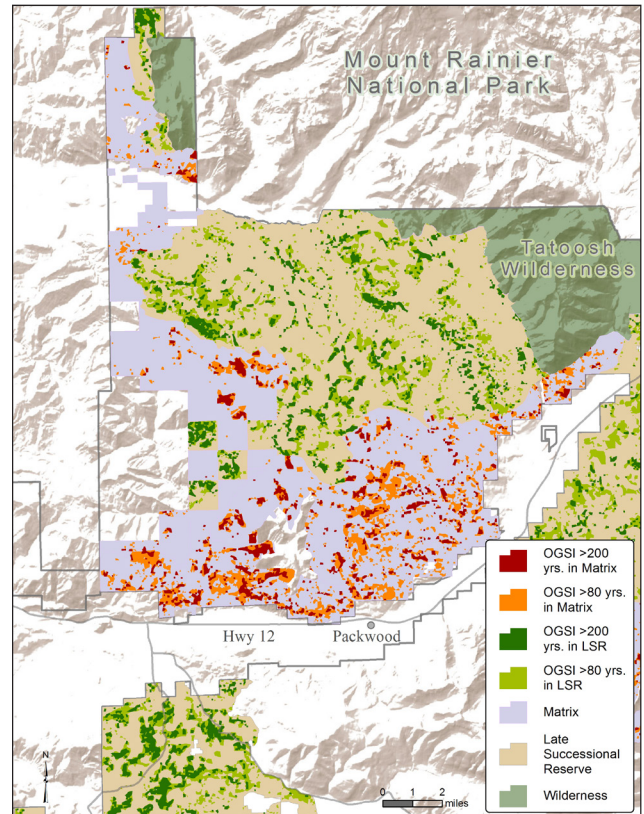 Mount Rainier
National Park
Tatoosh
Wilderness
Hwy 12
Packwood
OGSI >200
yrs. in Matrix
OGSI >80 yrs.
in Matrix
OGSI >200
yrs. in LSR
OGSI >80 yrs.
in LSR
Matrix
Late
Successional
Reserve
Wilderness
N
0 1 2
miles